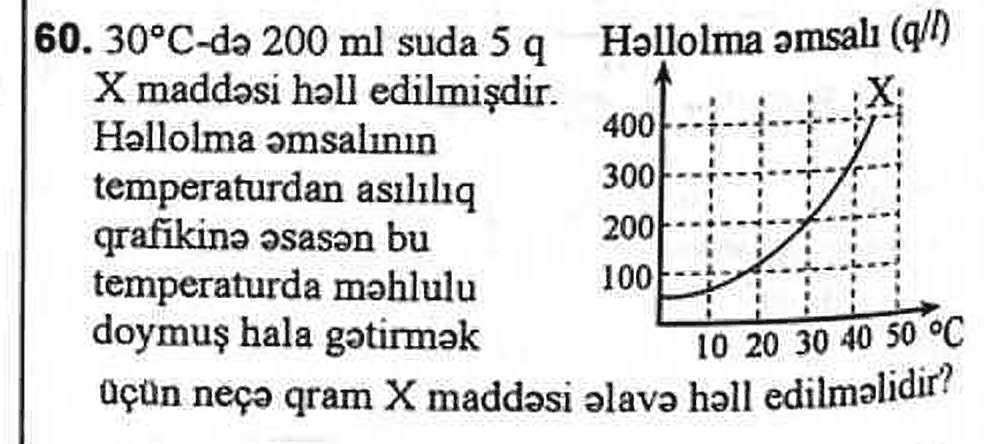 60. 30°C-də 200 ml suda 5 q
X maddəsi həll edilmişdir.
Həllolma əmsalının
temperaturdan asılılıq
qrafikinə əsasən bu
temperaturda məhlulu
doymuş hala gətirmək
üçün neçə qram X maddəsi əlavə həll edilməlidir?
Həllolma əmsalı (q/l)
X
400
300
200
100
10 20 30 40 50 °C